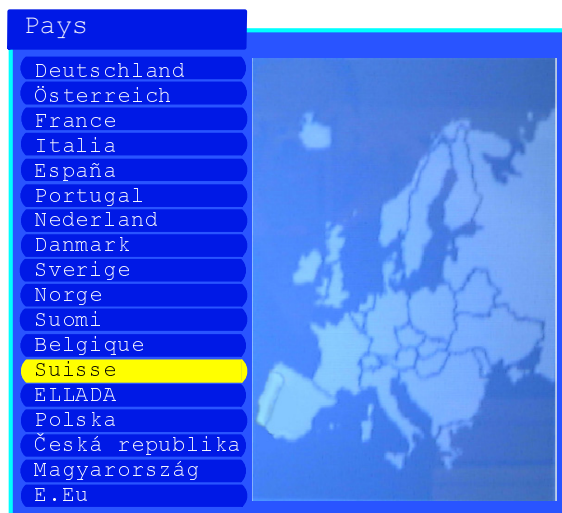 Pays
Deutschland
Österreich
France
Italia
España
Portugal
Nederland
Danmark
Sverige
Norge
Suomi
Belgique
Suisse
ELLADA
Polska
Česká republika
Magyarország
E.Eu